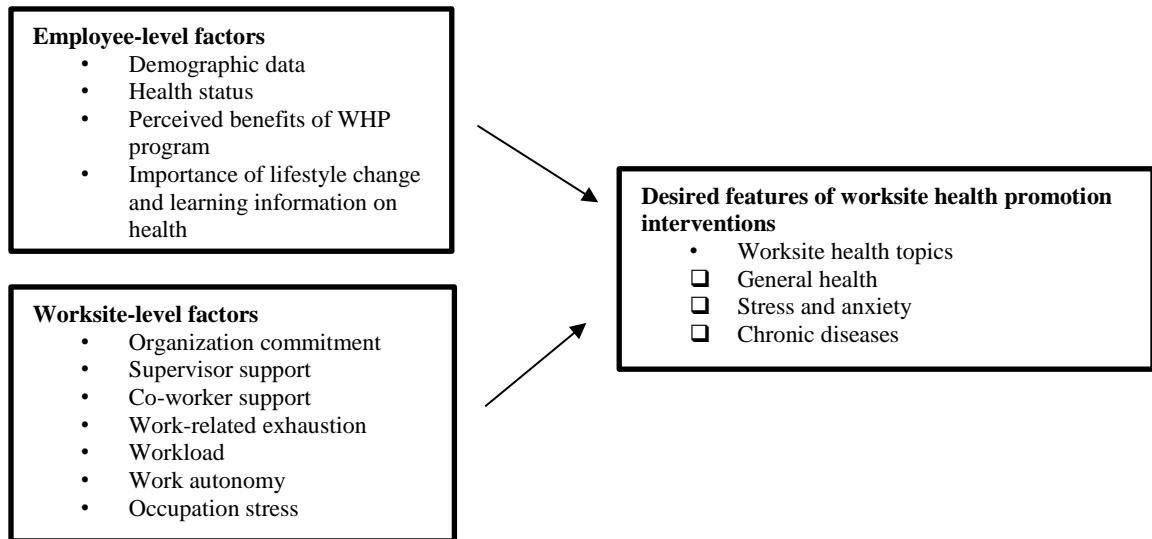 Employee-level factors
• Demographic data
• Health status
• Perceived benefits of WHP
program
• Importance of lifestyle change
and learning information on
health
Worksite-level factors
• Organization commitment
• Supervisor support
• Co-worker support
• Work-related exhaustion
• Workload
• Work autonomy
• Occupation stress
Desired features of worksite health promotion
interventions
• Worksite health topics
❑ General health
❑ Stress and anxiety
❑ Chronic diseases